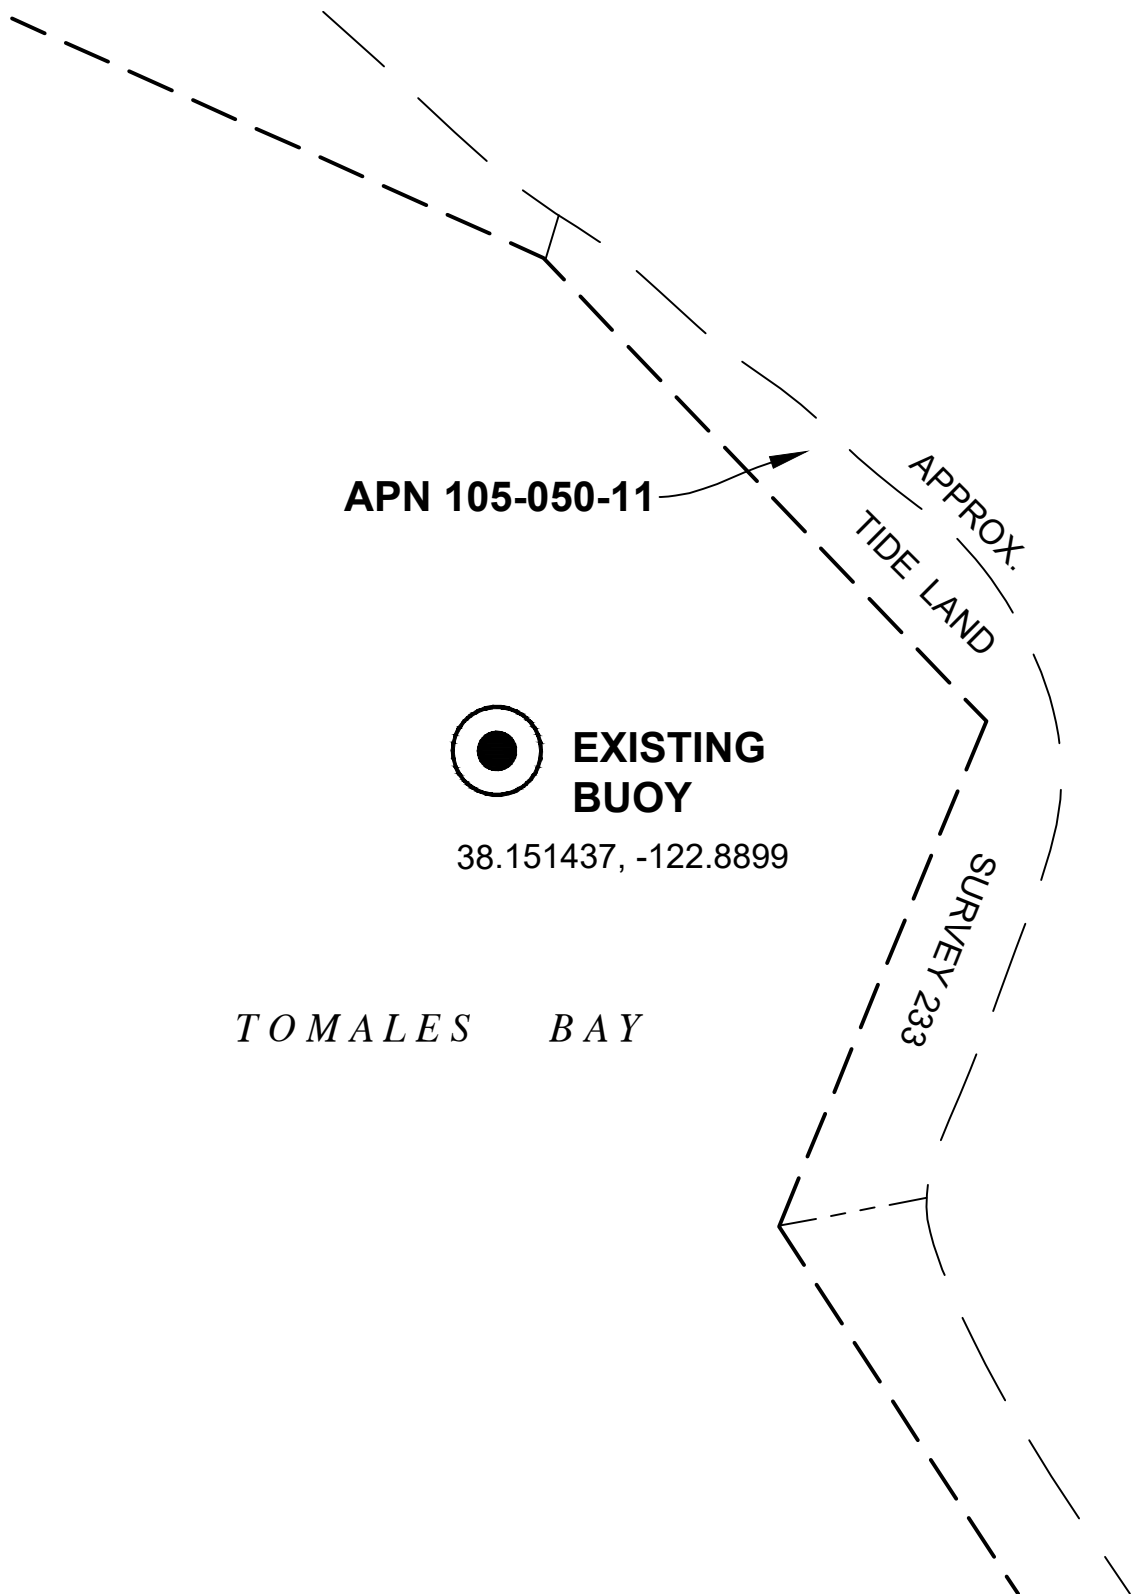 APN 105-050-11
APPROX.
TIDE LAND
EXISTING
BUOY
38.151437, -122.8899
SURVEY 233
TOMALES BAY